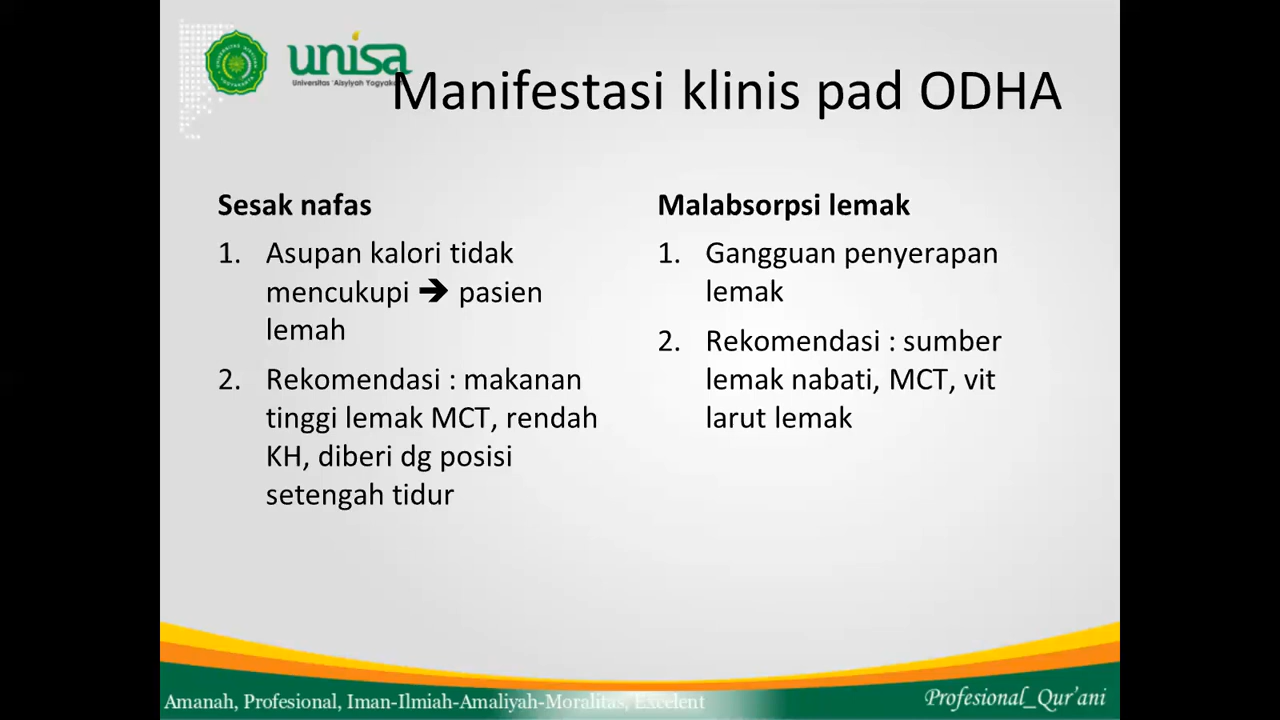 unisa
Universitas 'Aisyiyah Yogyaka
Manifestasi klinis pad ODHA
Sesak nafas
1. Asupan kalori tidak
mencukupi ➔ pasien
lemah
2. Rekomendasi : makanan
tinggi lemak MCT, rendah
KH, diberi dg posisi
setengah tidur
Malabsorpsi lemak
1. Gangguan penyerapan
lemak
2. Rekomendasi : sumber
lemak nabati, MCT, vit
larut lemak
Amanah, Profesional, Iman-Ilmiah-Amaliyah-Moralitas, Excelent
Profesional_Qur'ani